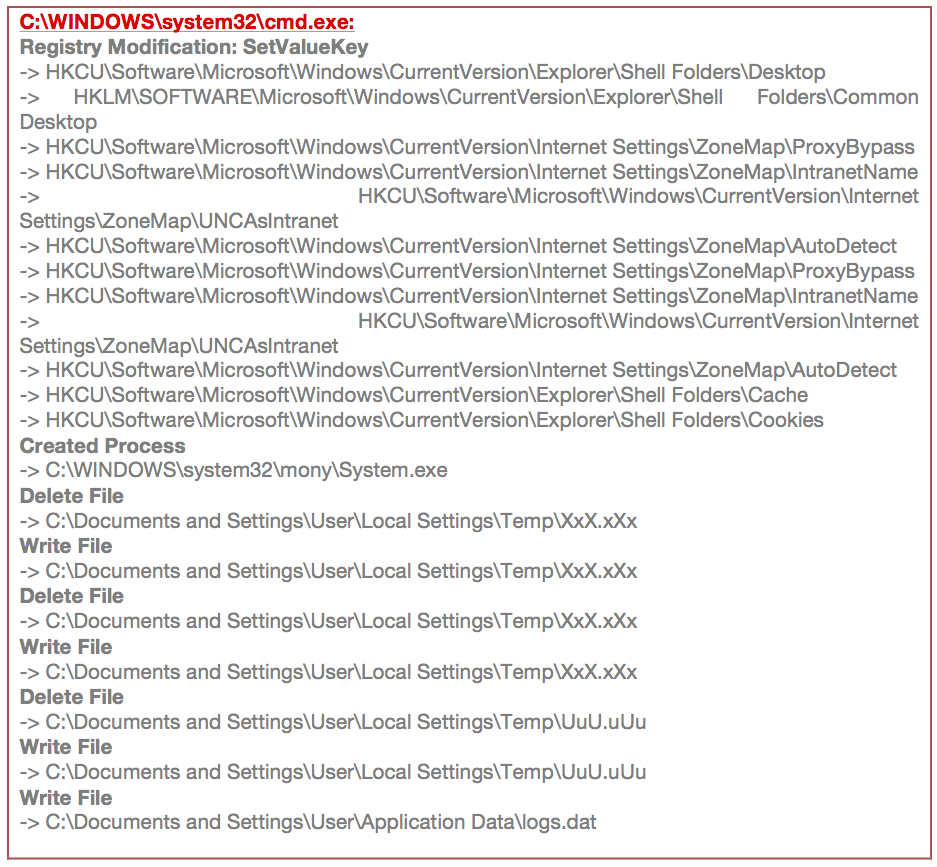 C:\WINDOWS\system32\cmd.exe:
Registry Modification: SetValueKey
-> HKCU\Software\Microsoft\Windows\CurrentVersion\Explorer\Shell Folders\Desktop
-> HKLM\SOFTWARE\Microsoft\Windows\CurrentVersion\Explorer\Shell Folders\Common
Desktop
-> HKCU\Software\Microsoft\Windows\CurrentVersion\Internet Settings\ZoneMap\ProxyBypass
-> HKCU\Software\Microsoft\Windows\CurrentVersion\Internet Settings\ZoneMap\IntranetName
-> HKCU\Software\Microsoft\Windows\CurrentVersion\Internet
Settings\ZoneMap\UNCAsIntranet
-> HKCU\Software\Microsoft\Windows\CurrentVersion\Internet Settings\ZoneMap\AutoDetect
-> HKCU\Software\Microsoft\Windows\CurrentVersion\Internet Settings\ZoneMap\ProxyBypass
-> HKCU\Software\Microsoft\Windows\CurrentVersion\Internet Settings\ZoneMap\IntranetName
-> HKCU\Software\Microsoft\Windows\CurrentVersion\Internet
Settings\ZoneMap\UNCAsIntranet
-> HKCU\Software\Microsoft\Windows\CurrentVersion\Internet Settings\ZoneMap\AutoDetect
-> HKCU\Software\Microsoft\Windows\CurrentVersion\Explorer\Shell Folders\Cache
-> HKCU\Software\Microsoft\Windows\CurrentVersion\Explorer\Shell Folders\Cookies
Created Process
-> C:\WINDOWS\system32\mony\System.exe
Delete File
-> C:\Documents and Settings\User\Local Settings\Temp\XxX.xXx
Write File
-> C:\Documents and Settings\User\Local Settings\Temp\XxX.xXx
Delete File
-> C:\Documents and Settings\User\Local Settings\Temp\XxX.xXx
Write File
-> C:\Documents and Settings\User\Local Settings\Temp\XxX.xXx
Delete File
-> C:\Documents and Settings\User\Local Settings\Temp\UuU.uUu
Write File
-> C:\Documents and Settings\User\Local Settings\Temp\UuU.uUu
Write File
-> C:\Documents and Settings\User\Application Data\logs.dat